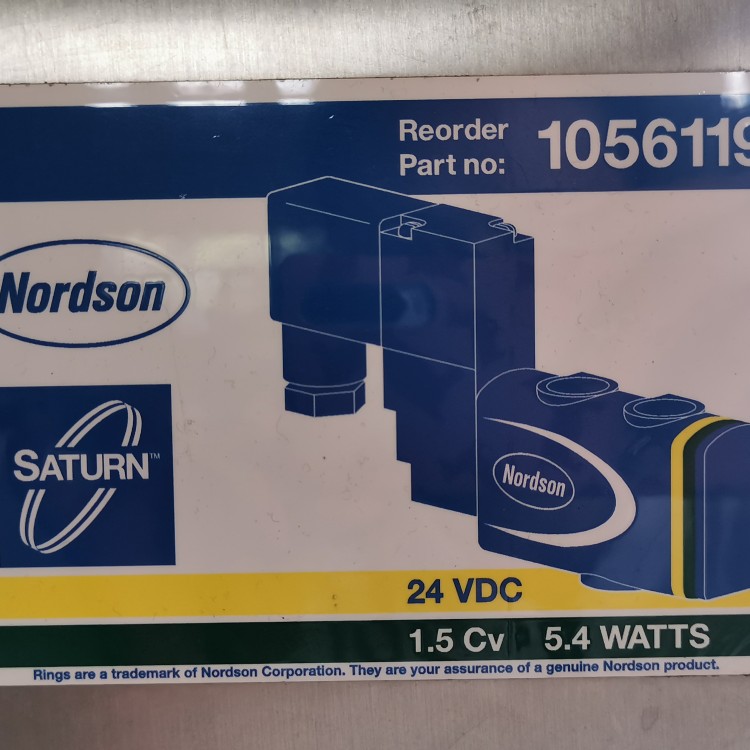 Reorder
Part no: 1056119
Nordson
SATURN™
Nordson
24 VDC
1.5 Cv 5.4 WATTS
Rings are a trademark of Nordson Corporation. They are your assurance of a genuine Nordson product.